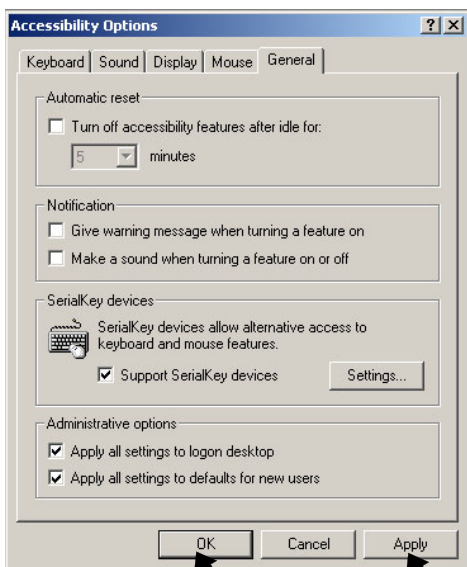 Accessibility Options
Keyboard Sound Display Mouse General
Automatic reset
Turn off accessibility features after idle for:
5 minutes
Notification
Give warning message when turning a feature on
Make a sound when turning a feature on or off
SerialKey devices
SerialKey devices allow alternative access to
keyboard and mouse features.
Support SerialKey devices Settings...
Administrative options
Apply all settings to logon desktop
Apply all settings to defaults for new users
OK Cancel Apply